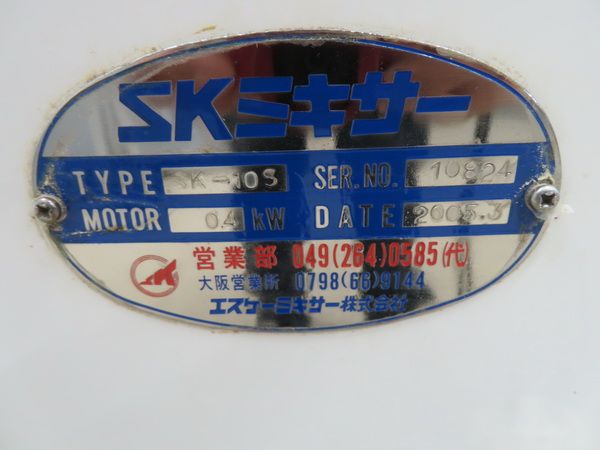 SKミキサー
TYPE SK-10S SER.NO. 10824
MOTOR 0.4 kW DATE 2005.3
営業部 049(264)0585(代)
大阪営業所 0798(66)9144
エスケーミキサー株式会社